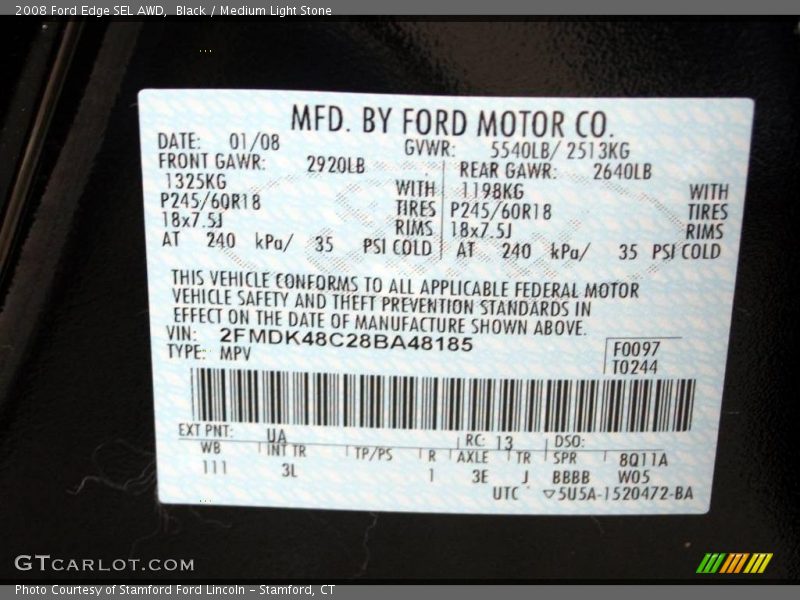 2008 Ford Edge SEL AWD, Black / Medium Light Stone
MFD. BY FORD MOTOR CO.
DATE: 01/08 GVWR: 5540LB/ 2513KG
FRONT GAWR: 2920LB REAR GAWR: 2640LB
1325KG WITH 1198KG WITH
P245/60R18 TIRES P245/60R18 TIRES
18x7.5J RIMS 18x7.5J RIMS
AT 240 kPa/ 35 PSI COLD AT 240 kPa/ 35 PSI COLD
THIS VEHICLE CONFORMS TO ALL APPLICABLE FEDERAL MOTOR
VEHICLE SAFETY AND THEFT PREVENTION STANDARDS IN
EFFECT ON THE DATE OF MANUFACTURE SHOWN ABOVE.
VIN: 2FMDK48C28BA48185
TYPE: MPV
F0097
T0244
EXT PNT: UA RC: 13 DSO:
WB INT TR TP/PS R AXLE TR SPR 8Q11A
111 3L 1 3E J BBBB W05
UTC ▽5U5A-1520472-BA
GTCARLOT.COM
Photo Courtesy of Stamford Ford Lincoln - Stamford, CT